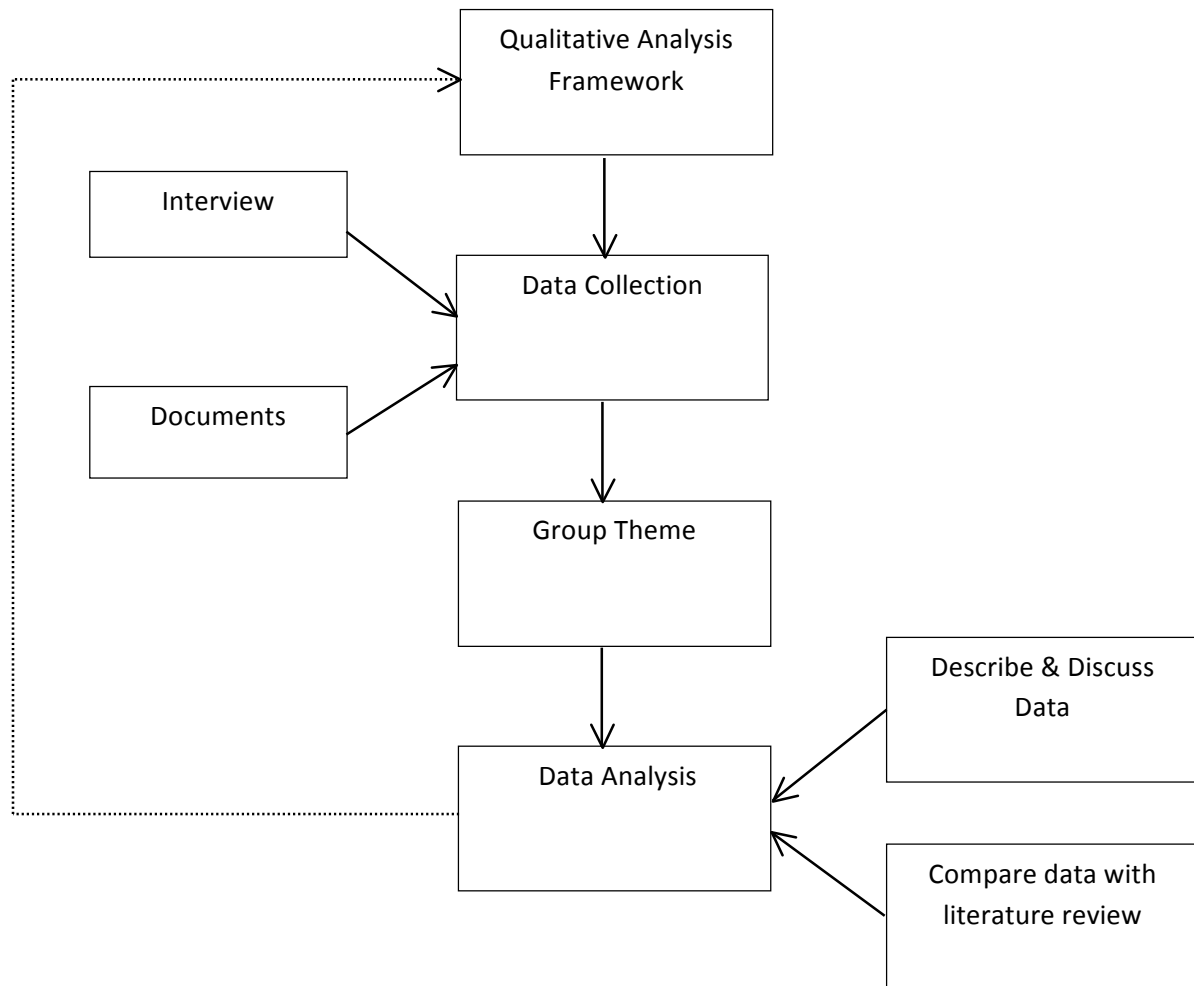 Qualitative Analysis
Framework
Interview
Data Collection
Documents
Group Theme
Describe & Discuss
Data
Data Analysis
Compare data with
literature review